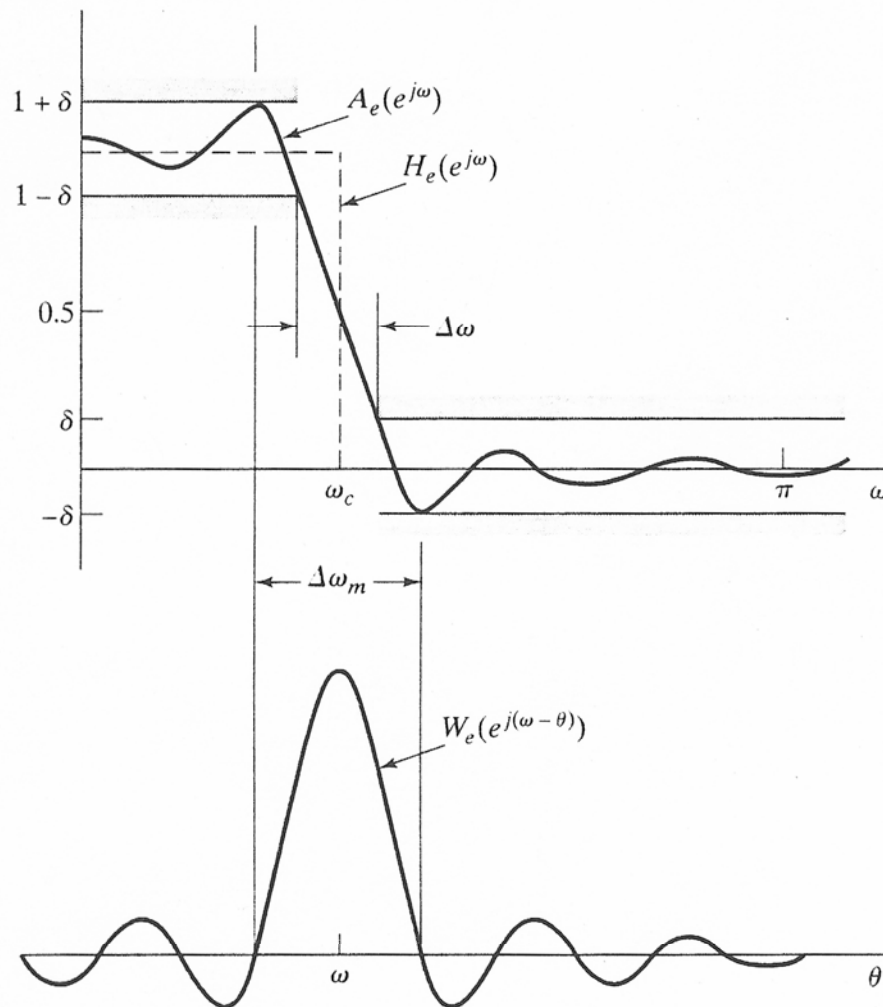 1 + δ
A_e(e^{jω})
H_e(e^{jω})
1 − δ
0.5
Δω
δ
ω_c
π
ω
−δ
Δω_m
W_e(e^{j(ω − θ)})
ω
θ